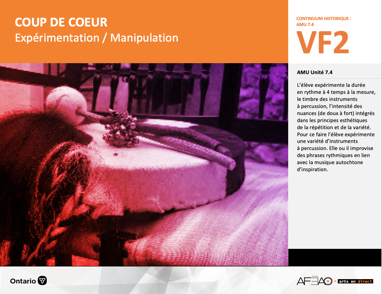 COUP DE COEUR
Expérimentation / Manipulation
CONTINUUM HISTORIQUE :
AMU 7.4
VF2
AMU Unité 7.4
L'élève expérimente la durée
en rythme à 4 temps à la mesure,
le timbre des instruments
à percussion, l'intensité des
nuances (de doux à fort) intégrés
dans les principes esthétiques
de la répétition et de la variété.
Pour ce faire l'élève expérimente
une variété d'instruments
à percussion. Elle ou il improvise
des phrases rythmiques en lien
avec la musique autochtone
d'inspiration.
Ontario
AFEAO
arts en direct